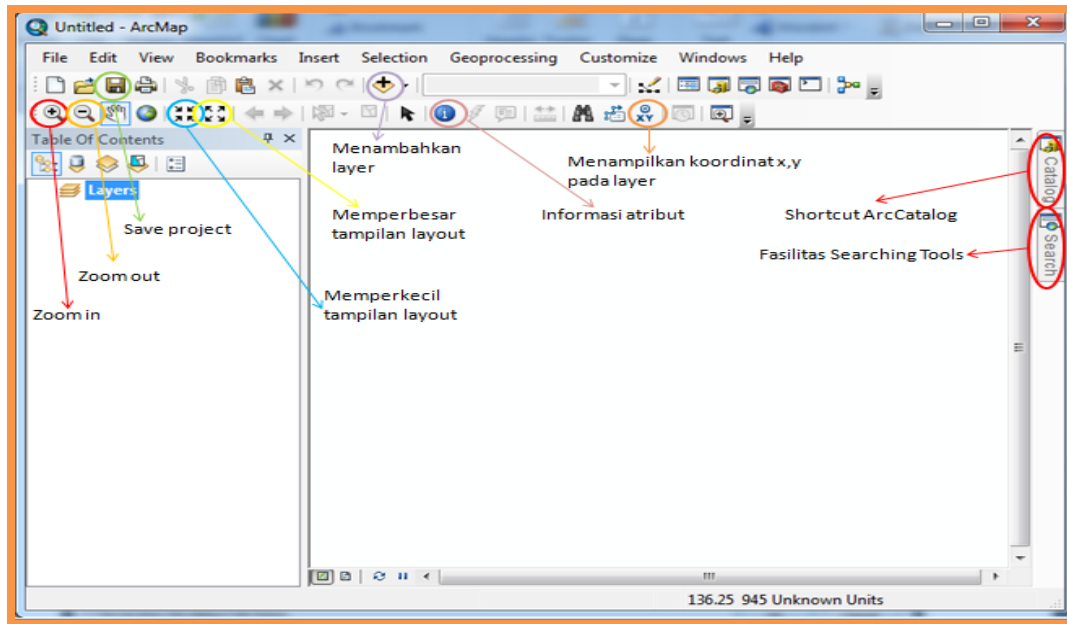 Untitled - ArcMap
File Edit View Bookmarks Insert Selection Geoprocessing Customize Windows Help
Table Of Contents
Layers
Save project
Zoom out
Zoom in
Menambahkan
layer
Memperbesar
tampilan layout
Memperkecil
tampilan layout
Menampilkan koordinat x,y
pada layer
Informasi atribut
Shortcut ArcCatalog
Fasilitas Searching Tools
Catalog
Search
136.25 945 Unknown Units